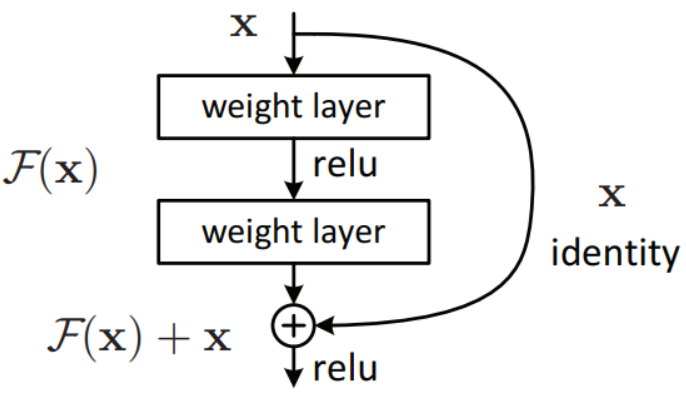 x
weight layer
F(x)
relu
x
weight layer
identity
F(x) + x
relu